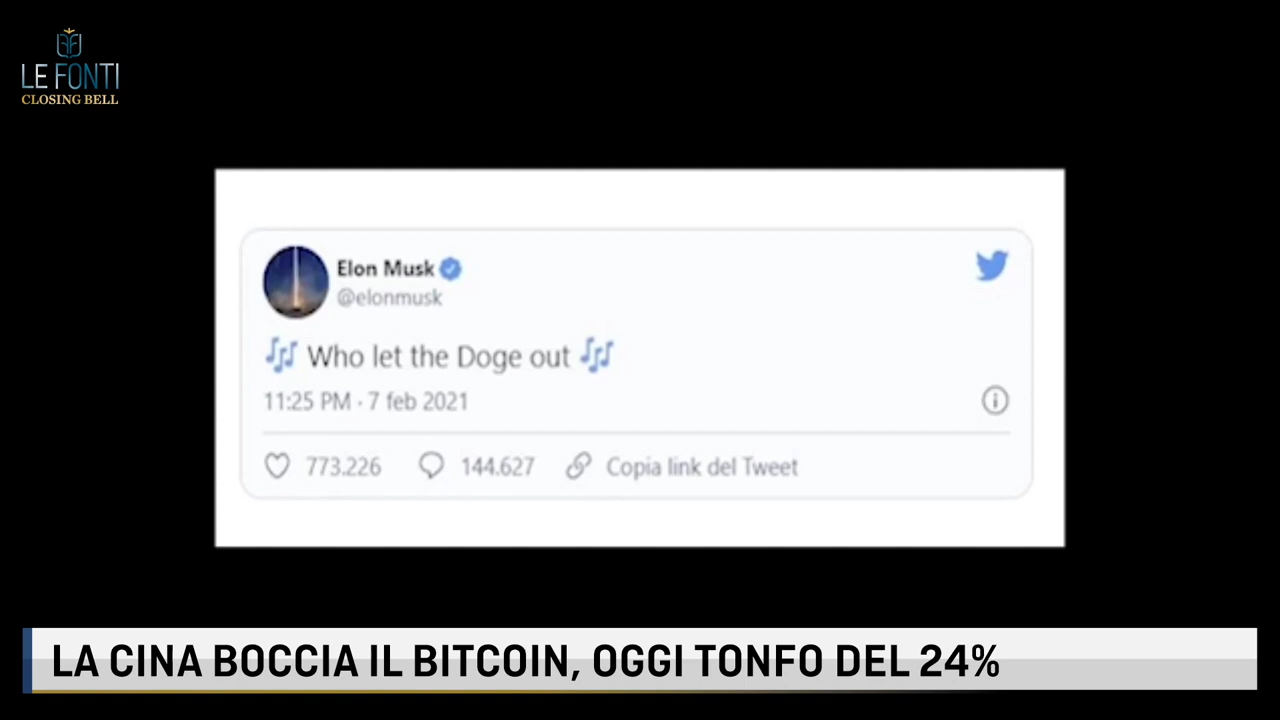 LE FONTI
CLOSING BELL
Elon Musk
@elonmusk
🎶 Who let the Doge out 🎶
11:25 PM · 7 feb 2021
773.226 144.627 Copia link del Tweet
LA CINA BOCCIA IL BITCOIN, OGGI TONFO DEL 24%